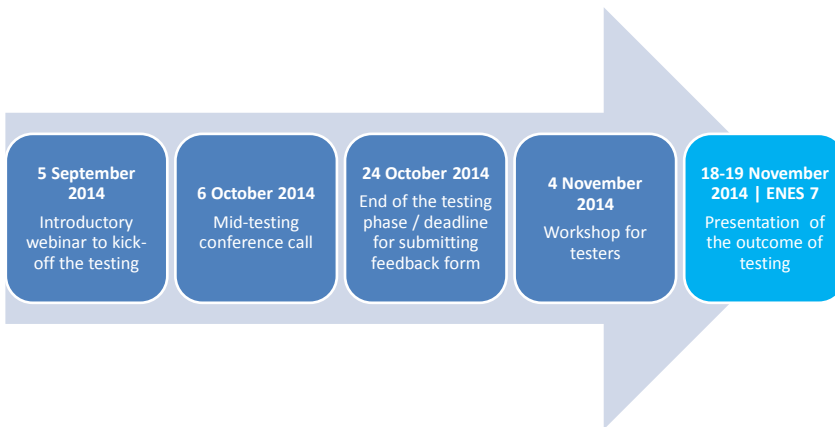 5 September
2014
Introductory
webinar to kick-
off the testing
6 October 2014
Mid-testing
conference call
24 October 2014
End of the testing
phase / deadline
for submitting
feedback form
4 November
2014
Workshop for
testers
18-19 November
2014 | ENES 7
Presentation of
the outcome of
testing